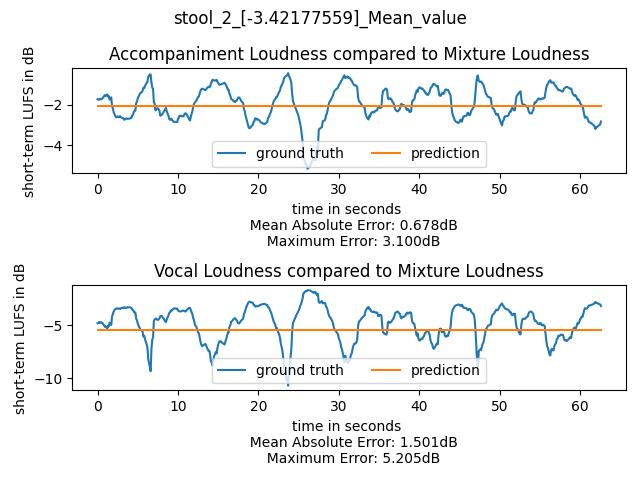 stool_2_[-3.42177559]_Mean_value
Accompaniment Loudness compared to Mixture Loudness
short-term LUFS in dB
−2
−4
ground truth
prediction
0 10 20 30 40 50 60
time in seconds
Mean Absolute Error: 0.678dB
Maximum Error: 3.100dB
Vocal Loudness compared to Mixture Loudness
short-term LUFS in dB
−5
−10
ground truth
prediction
0 10 20 30 40 50 60
time in seconds
Mean Absolute Error: 1.501dB
Maximum Error: 5.205dB